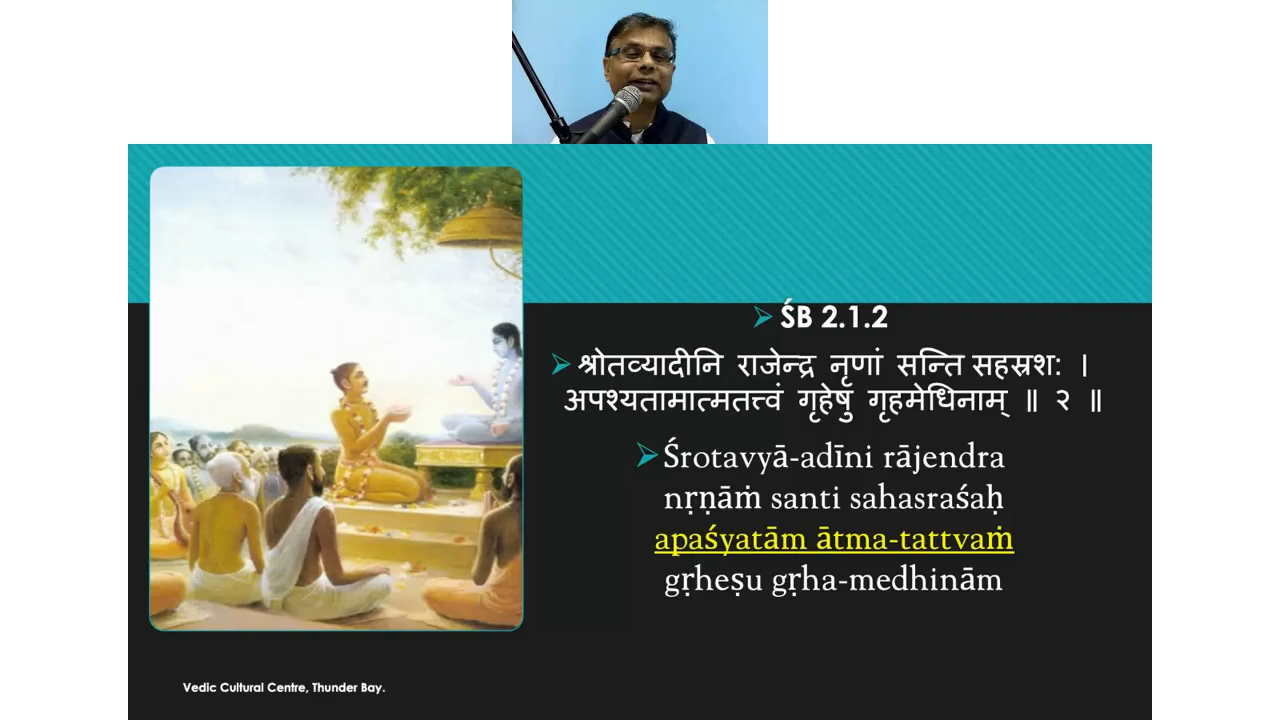 ŚB 2.1.2
श्रोतव्यादीनि राजेन्द्र नृणां सन्ति सहस्रश: ।
अपश्यतामात्मतत्त्वं गृहेषु गृहमेधिनाम् ॥ २ ॥
Śrotavyā-adīni rājendra
nṛṇāṁ santi sahasraśaḥ
apaśyatām ātma-tattvaṁ
gṛheṣu gṛha-medhinām
Vedic Cultural Centre, Thunder Bay.